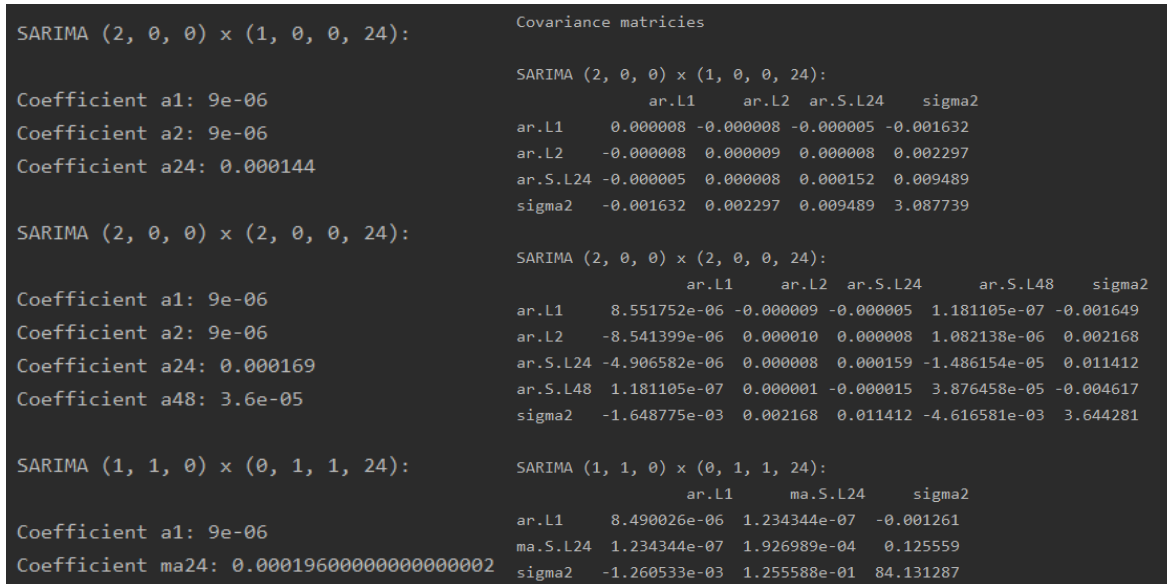 SARIMA (2, 0, 0) x (1, 0, 0, 24):
Coefficient a1: 9e-06
Coefficient a2: 9e-06
Coefficient a24: 0.000144
SARIMA (2, 0, 0) x (2, 0, 0, 24):
Coefficient a1: 9e-06
Coefficient a2: 9e-06
Coefficient a24: 0.000169
Coefficient a48: 3.6e-05
SARIMA (1, 1, 0) x (0, 1, 1, 24):
Coefficient a1: 9e-06
Coefficient ma24: 0.00019600000000000002
Covariance matricies
SARIMA (2, 0, 0) x (1, 0, 0, 24):
ar.L1 ar.L2 ar.S.L24 sigma2
ar.L1 0.000008 -0.000008 -0.000005 -0.001632
ar.L2 -0.000008 0.000009 0.000008 0.002297
ar.S.L24 -0.000005 0.000008 0.000152 0.009489
sigma2 -0.001632 0.002297 0.009489 3.087739
SARIMA (2, 0, 0) x (2, 0, 0, 24):
ar.L1 ar.L2 ar.S.L24 ar.S.L48 sigma2
ar.L1 8.551752e-06 -0.000009 -0.000005 1.181105e-07 -0.001649
ar.L2 -8.541399e-06 0.000010 0.000008 1.082138e-06 0.002168
ar.S.L24 -4.906582e-06 0.000008 0.000159 -1.486154e-05 0.011412
ar.S.L48 1.181105e-07 0.000001 -0.000015 3.876458e-05 -0.004617
sigma2 -1.648775e-03 0.002168 0.011412 -4.616581e-03 3.644281
SARIMA (1, 1, 0) x (0, 1, 1, 24):
ar.L1 ma.S.L24 sigma2
ar.L1 8.490026e-06 1.234344e-07 -0.001261
ma.S.L24 1.234344e-07 1.926989e-04 0.125559
sigma2 -1.260533e-03 1.255588e-01 84.131287